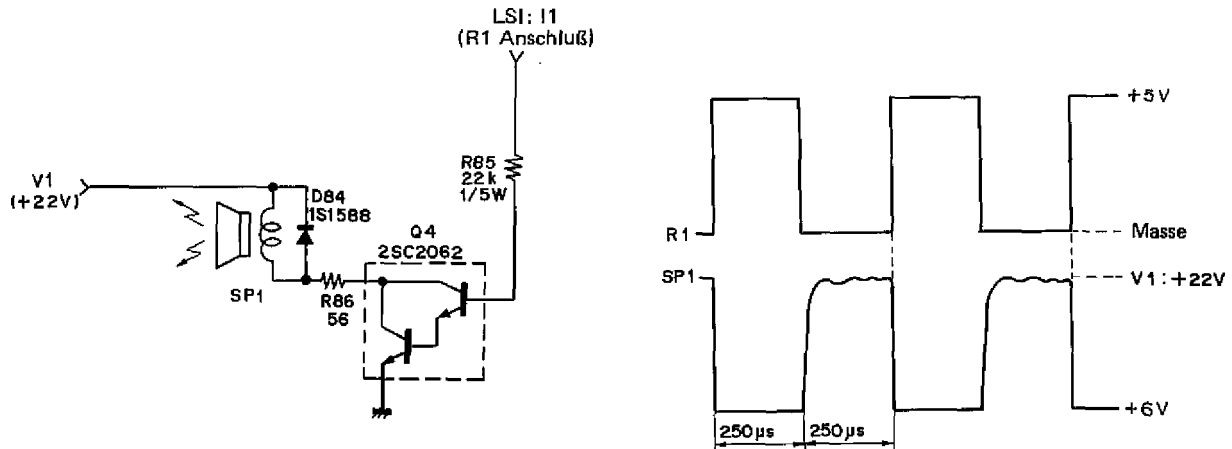 LSI: I1
(R1 Anschluß)
R85
22k
1/5W
V1
(+22V)
D84
1S1588
Q4
2SC2062
SP1
R86
56
+5V
R1
Masse
SP1
V1:+22V
+6V
250µs
250µs